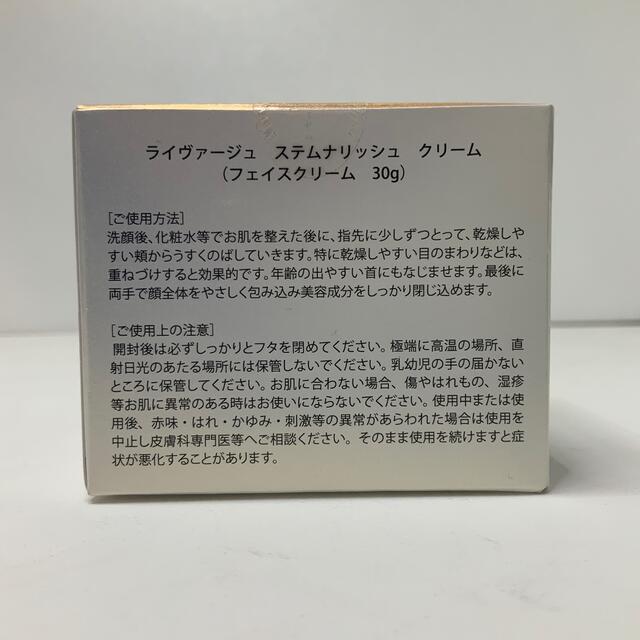 ライヴァージュ　ステムナリッシュ　クリーム
（フェイスクリーム　30g）
［ご使用方法］
洗顔後、化粧水等でお肌を整えた後に、指先に少しずつとって、乾燥しや
すい頬からうすくのばしていきます。特に乾燥しやすい目のまわりなどは、
重ねづけすると効果的です。年齢の出やすい首にもなじませます。最後に
両手で顔全体をやさしく包み込み美容成分をしっかり閉じ込めます。
［ご使用上の注意］
開封後は必ずしっかりとフタを閉めてください。極端に高温の場所、直
射日光のあたる場所には保管しないでください。乳幼児の手の届かない
ところに保管してください。お肌に合わない場合、傷やはれもの、湿疹
等お肌に異常のある時はお使いにならないでください。使用中または使
用後、赤味・はれ・かゆみ・刺激等の異常があらわれた場合は使用を
中止し皮膚科専門医等へご相談ください。そのまま使用を続けますと症
状が悪化することがあります。